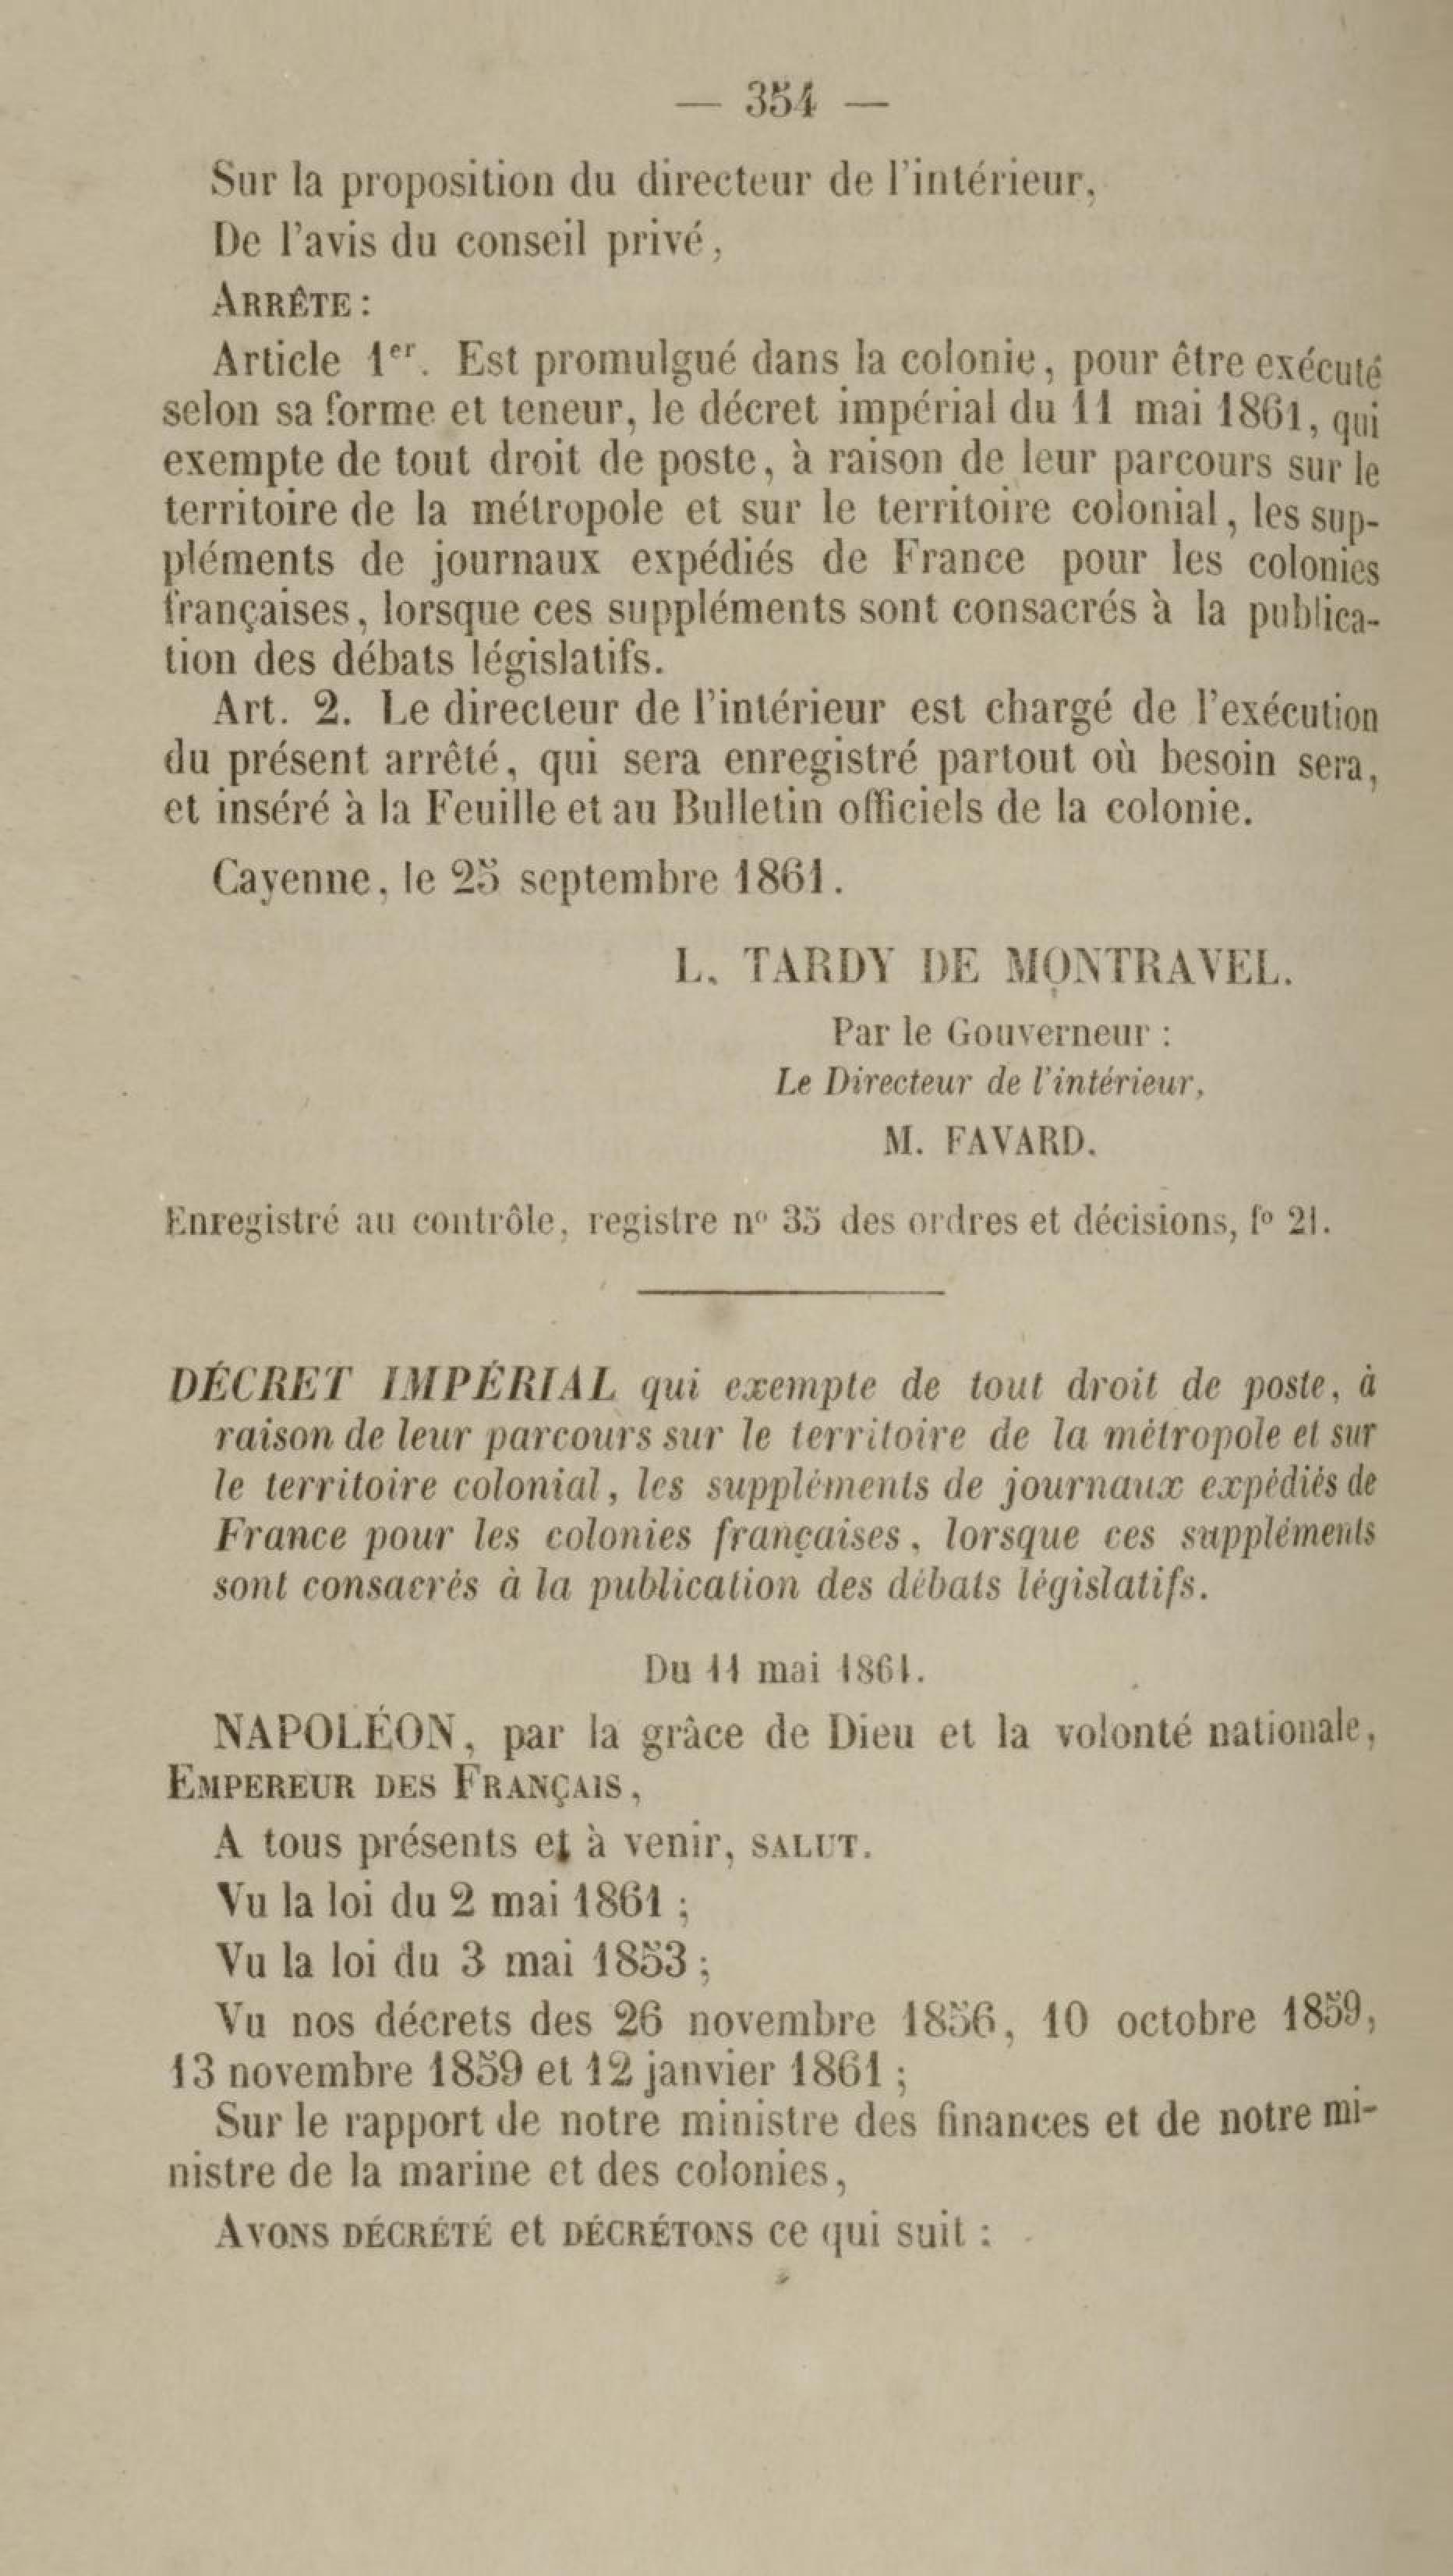 — 354 —
Sur la proposition du directeur de l'intérieur,
De l'avis du conseil privé,
ARRÊTE :
Article 1er. Est promulgué dans la colonie, pour être exécuté
selon sa forme et teneur, le décret impérial du 11 mai 1861, qui
exempte de tout droit de poste, à raison de leur parcours sur le
territoire de la métropole et sur le territoire colonial, les sup-
pléments de journaux expédiés de France pour les colonies
françaises, lorsque ces suppléments sont consacrés à la publica-
tion des débats législatifs.
Art. 2. Le directeur de l'intérieur est chargé de l'exécution
du présent arrêté, qui sera enregistré partout où besoin sera,
et inséré à la Feuille et au Bulletin officiels de la colonie.
Cayenne, le 25 septembre 1861.
L. TARDY DE MONTRAVEL.
Par le Gouverneur :
Le Directeur de l'intérieur,
M. FAVARD.
Enregistré au contrôle, registre nº 35 des ordres et décisions, fº 21.
DÉCRET IMPÉRIAL qui exempte de tout droit de poste, à
raison de leur parcours sur le territoire de la métropole et sur
le territoire colonial, les suppléments de journaux expédiés de
France pour les colonies françaises, lorsque ces suppléments
sont consacrés à la publication des débats législatifs.
Du 11 mai 1861.
NAPOLÉON, par la grâce de Dieu et la volonté nationale,
EMPEREUR DES FRANÇAIS,
A tous présents et à venir, SALUT.
Vu la loi du 2 mai 1861 ;
Vu la loi du 3 mai 1853 ;
Vu nos décrets des 26 novembre 1856, 10 octobre 1859,
13 novembre 1859 et 12 janvier 1861 ;
Sur le rapport de notre ministre des finances et de notre mi-
nistre de la marine et des colonies,
AVONS DÉCRÉTÉ et DÉCRÉTONS ce qui suit :